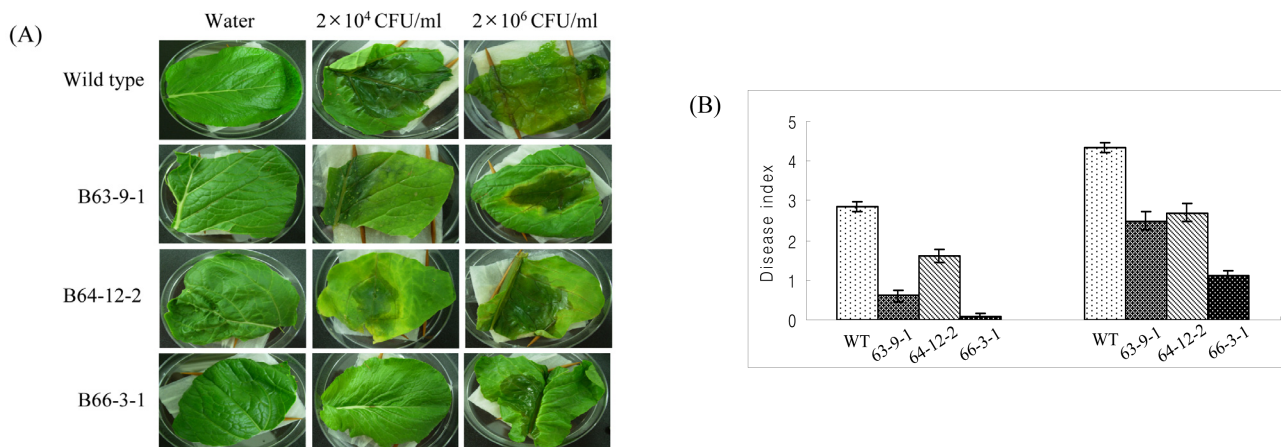 (A)
Water 2×10⁴ CFU/ml 2×10⁶ CFU/ml
Wild type
B63-9-1
B64-12-2
B66-3-1
(B)
Disease index
5
4
3
2
1
0
WT 63-9-1 64-12-2 66-3-1 WT 63-9-1 64-12-2 66-3-1